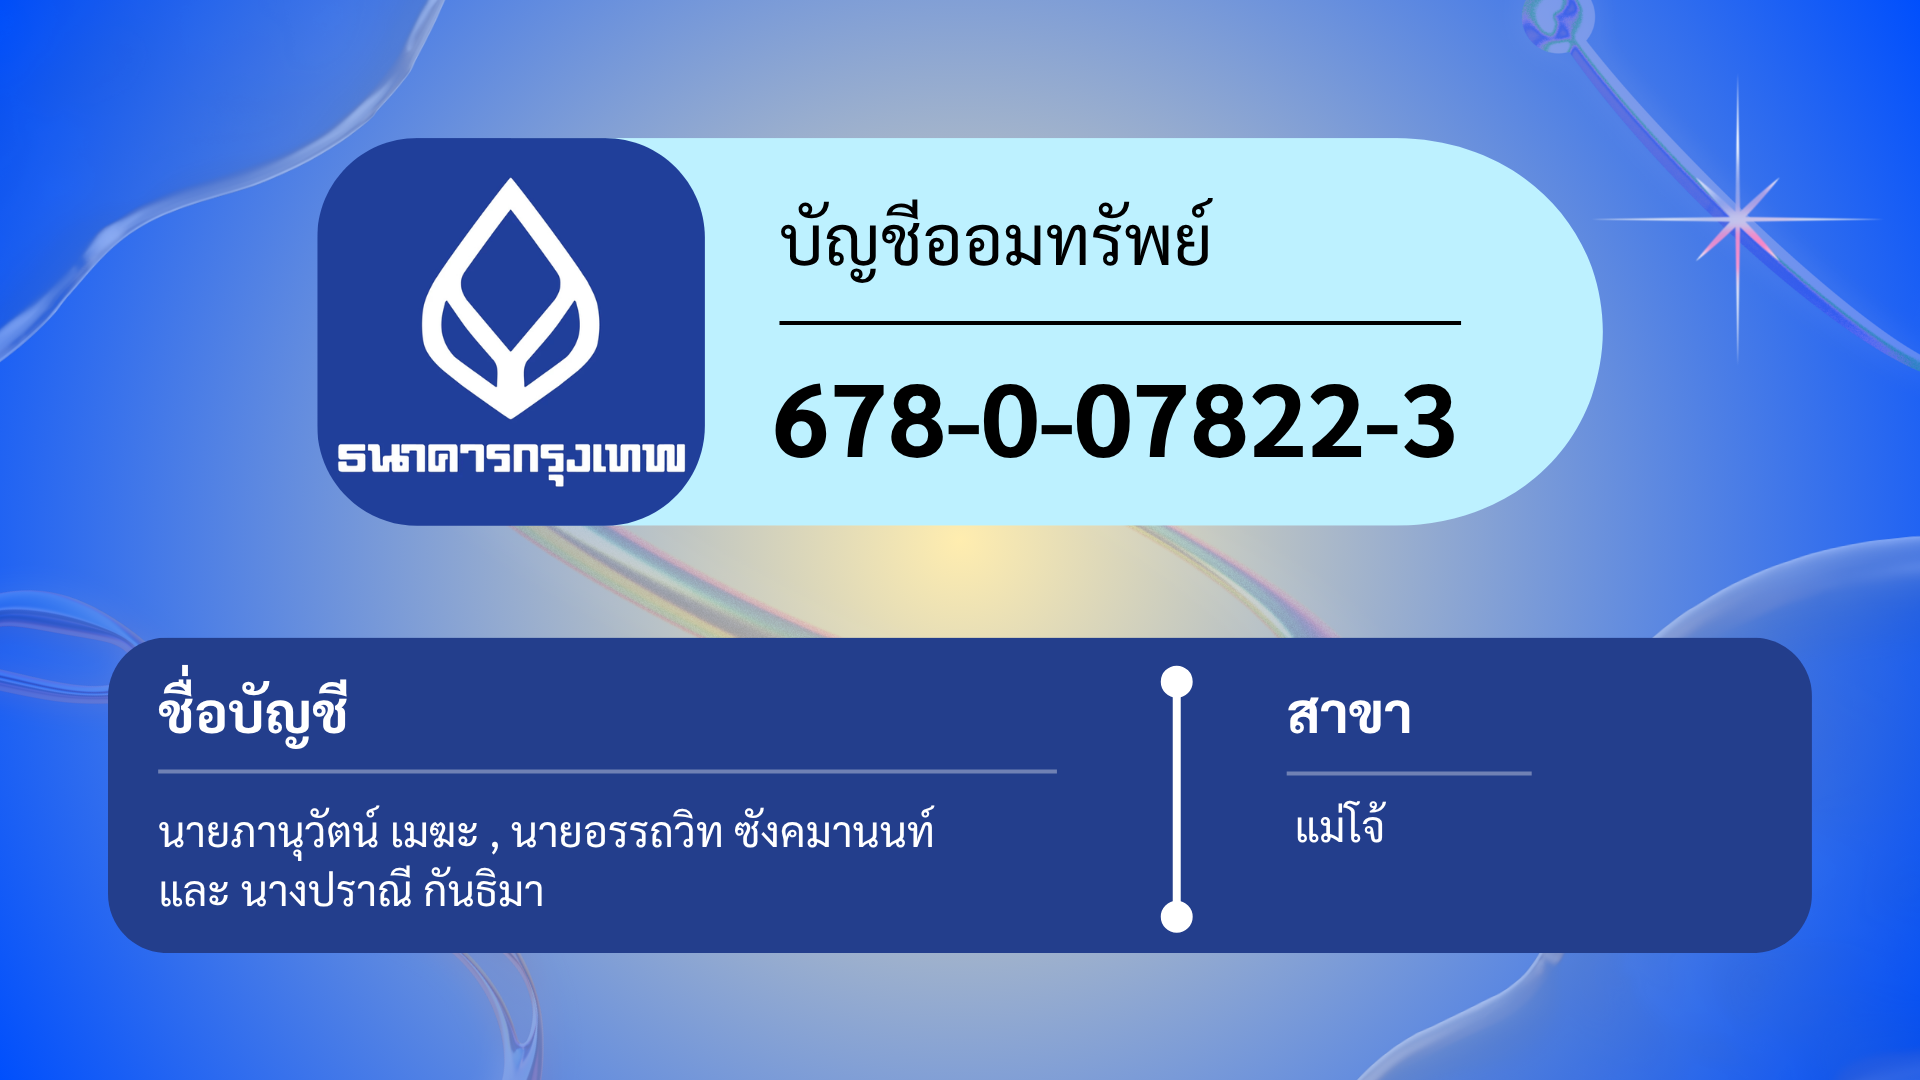 ธนาคารกรุงเทพ
บัญชีออมทรัพย์
678-0-07822-3
ชื่อบัญชี
นายภานุวัตน์ เมฆะ , นายอรรถวิท ซังคมานนท์
และ นางปราณี กันธิมา
สาขา
แม่โจ้